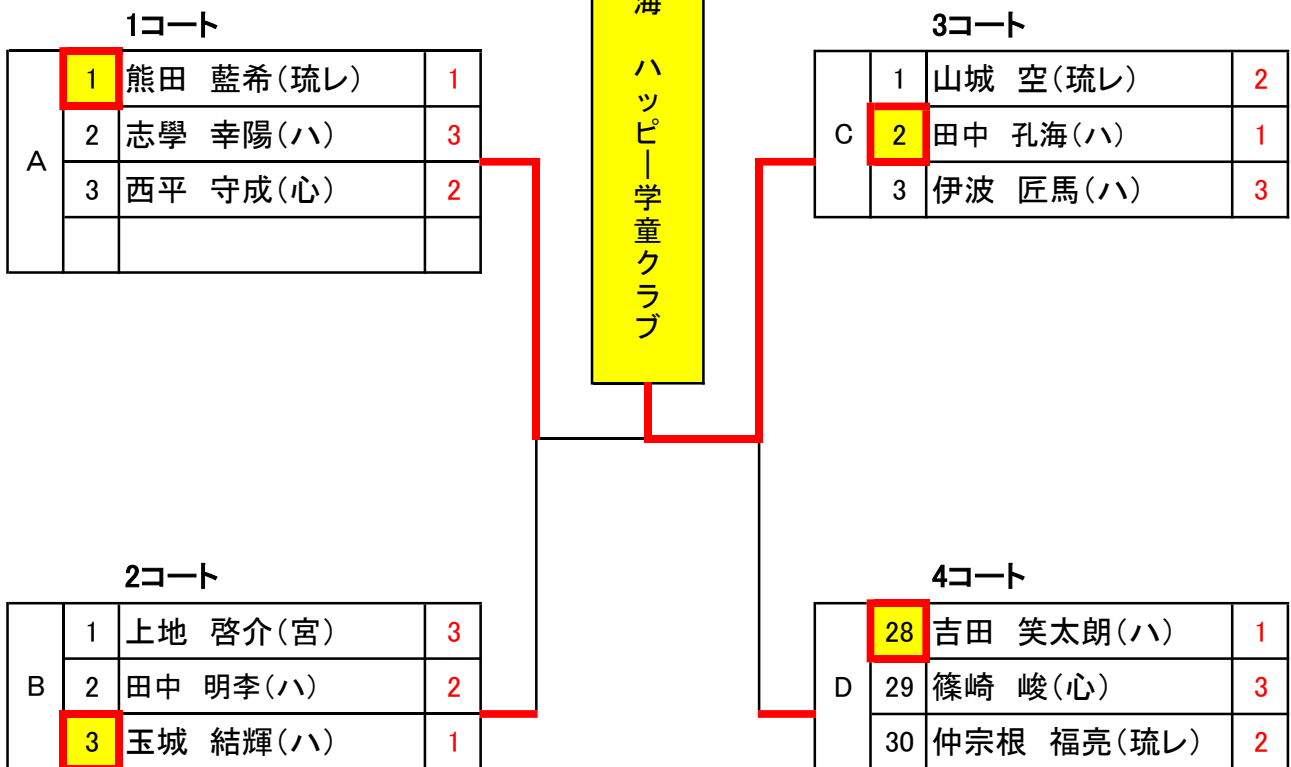 1コート
A
1 熊田 藍希(琉レ) 1
2 志學 幸陽(ハ) 3
3 西平 守成(心) 2
海 ハッピー学童クラブ
3コート
C
1 山城 空(琉レ) 2
2 田中 孔海(ハ) 1
3 伊波 匠馬(ハ) 3
2コート
B
1 上地 啓介(宮) 3
2 田中 明李(ハ) 2
3 玉城 結輝(ハ) 1
4コート
D
28 吉田 笑太朗(ハ) 1
29 篠崎 峻(心) 3
30 仲宗根 福亮(琉レ) 2